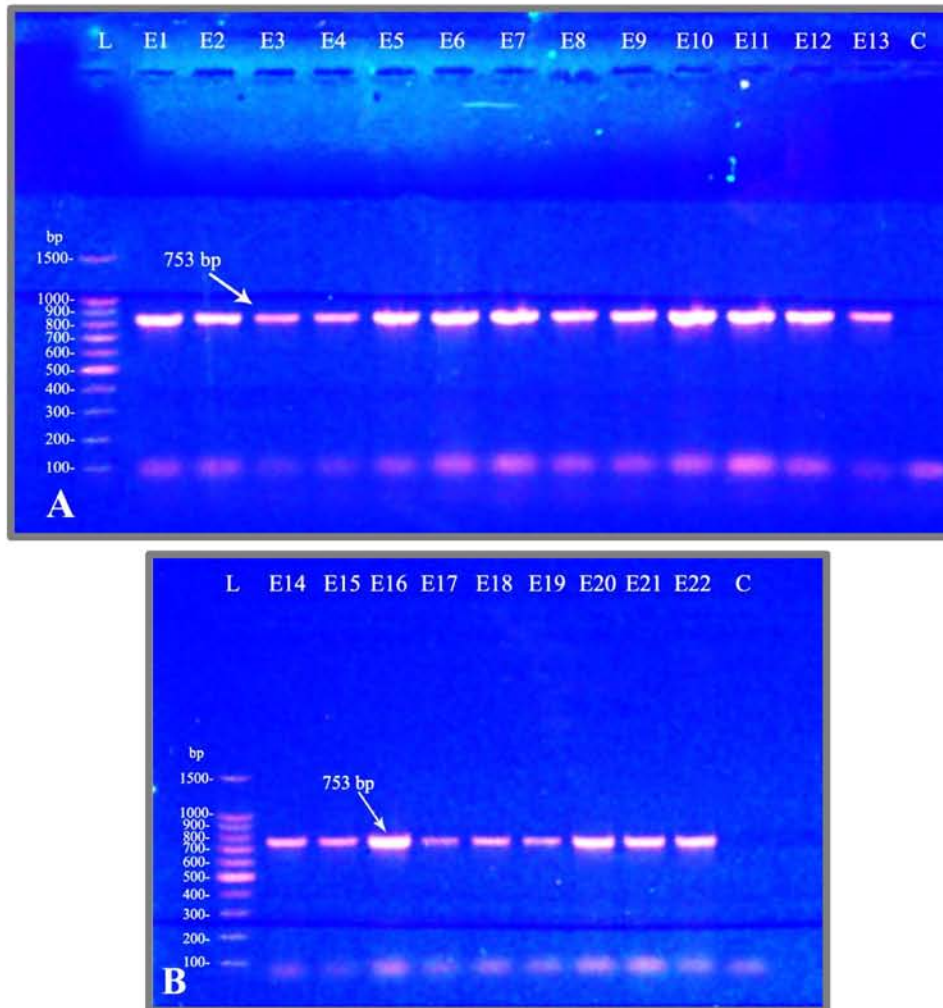 L E1 E2 E3 E4 E5 E6 E7 E8 E9 E10 E11 E12 E13 C
bp
1500-
753 bp
1000-
900-
800-
700-
600-
500-
400-
300-
200-
100-
A
L E14 E15 E16 E17 E18 E19 E20 E21 E22 C
bp
1500-
753 bp
1000-
900-
800-
700-
600-
500-
400-
300-
200-
100-
B